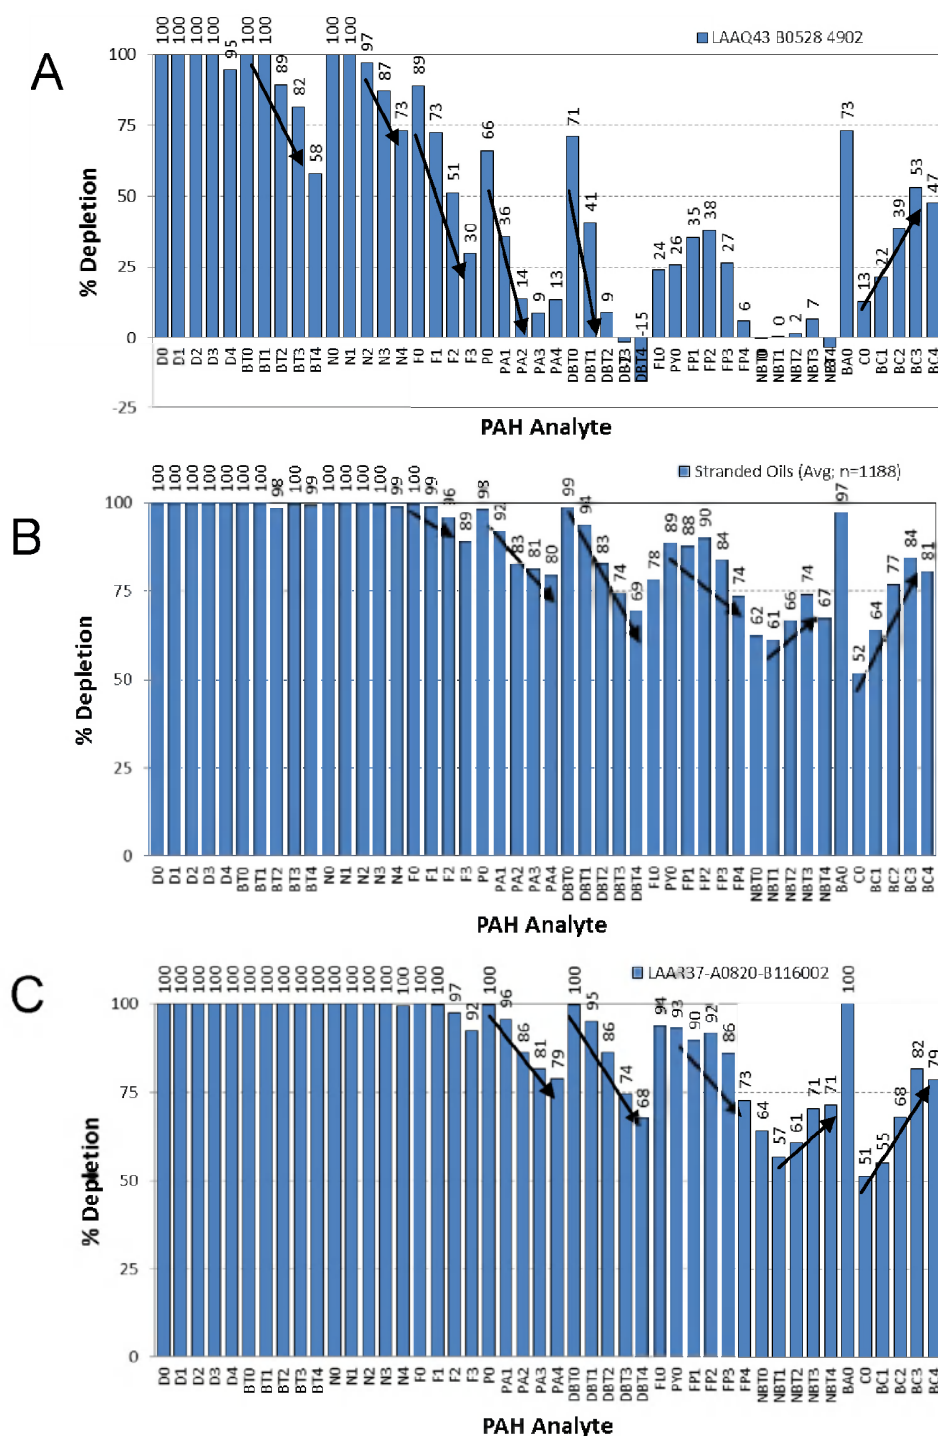 A
LAAQ43 B0528 4902
% Depletion
100 100 100 100 95 100 100 89 82 58 100 100 97 87 73 89 73 51 30 66 36 14 9 13 71 41 9 -15 24 26 35 38 27 6 0 2 7 73 13 22 39 53 47
100
75
50
25
0
-25
D0 D1 D2 D3 D4 BT0 BT1 BT2 BT3 BT4 N0 N1 N2 N3 N4 F0 F1 F2 F3 P0 PA1 PA2 PA3 PA4 DBT0 DBT1 DBT2 DBT4 FL0 PY0 FP1 FP2 FP3 FP4 NBT1 NBT2 NBT3 BA0 C0 BC1 BC2 BC3 BC4
PAH Analyte
B
Stranded Oils (Avg; n=1188)
% Depletion
100 100 100 100 100 100 100 98 100 99 100 100 100 100 99 100 99 96 89 98 92 83 81 80 99 94 83 74 69 78 89 88 90 84 74 62 61 66 74 67 97 52 64 77 84 81
100
75
50
25
0
D0 D1 D2 D3 D4 BT0 BT1 BT2 BT3 BT4 N0 N1 N2 N3 N4 F0 F1 F2 F3 P0 PA1 PA2 PA3 PA4 DBT0 DBT1 DBT2 DBT3 DBT4 FL0 PY0 FP1 FP2 FP3 FP4 NBT0 NBT1 NBT2 NBT3 NBT4 BA0 C0 BC1 BC2 BC3 BC4
PAH Analyte
C
LAAR37-A0820-B116002
% Depletion
100 100 100 100 100 100 100 100 100 100 100 100 100 100 100 100 100 97 92 100 96 86 81 79 100 95 86 74 68 94 93 90 92 86 73 64 57 61 71 71 100 51 55 68 82 79
100
75
50
25
0
D0 D1 D2 D3 D4 BT0 BT1 BT2 BT3 BT4 N0 N1 N2 N3 N4 F0 F1 F2 F3 P0 PA1 PA2 PA3 PA4 DBT0 DBT1 DBT2 DBT3 DBT4 FL0 PY0 FP1 FP2 FP3 FP4 NBT0 NBT1 NBT2 NBT3 NBT4 BA0 C0 BC1 BC2 BC3 BC4
PAH Analyte